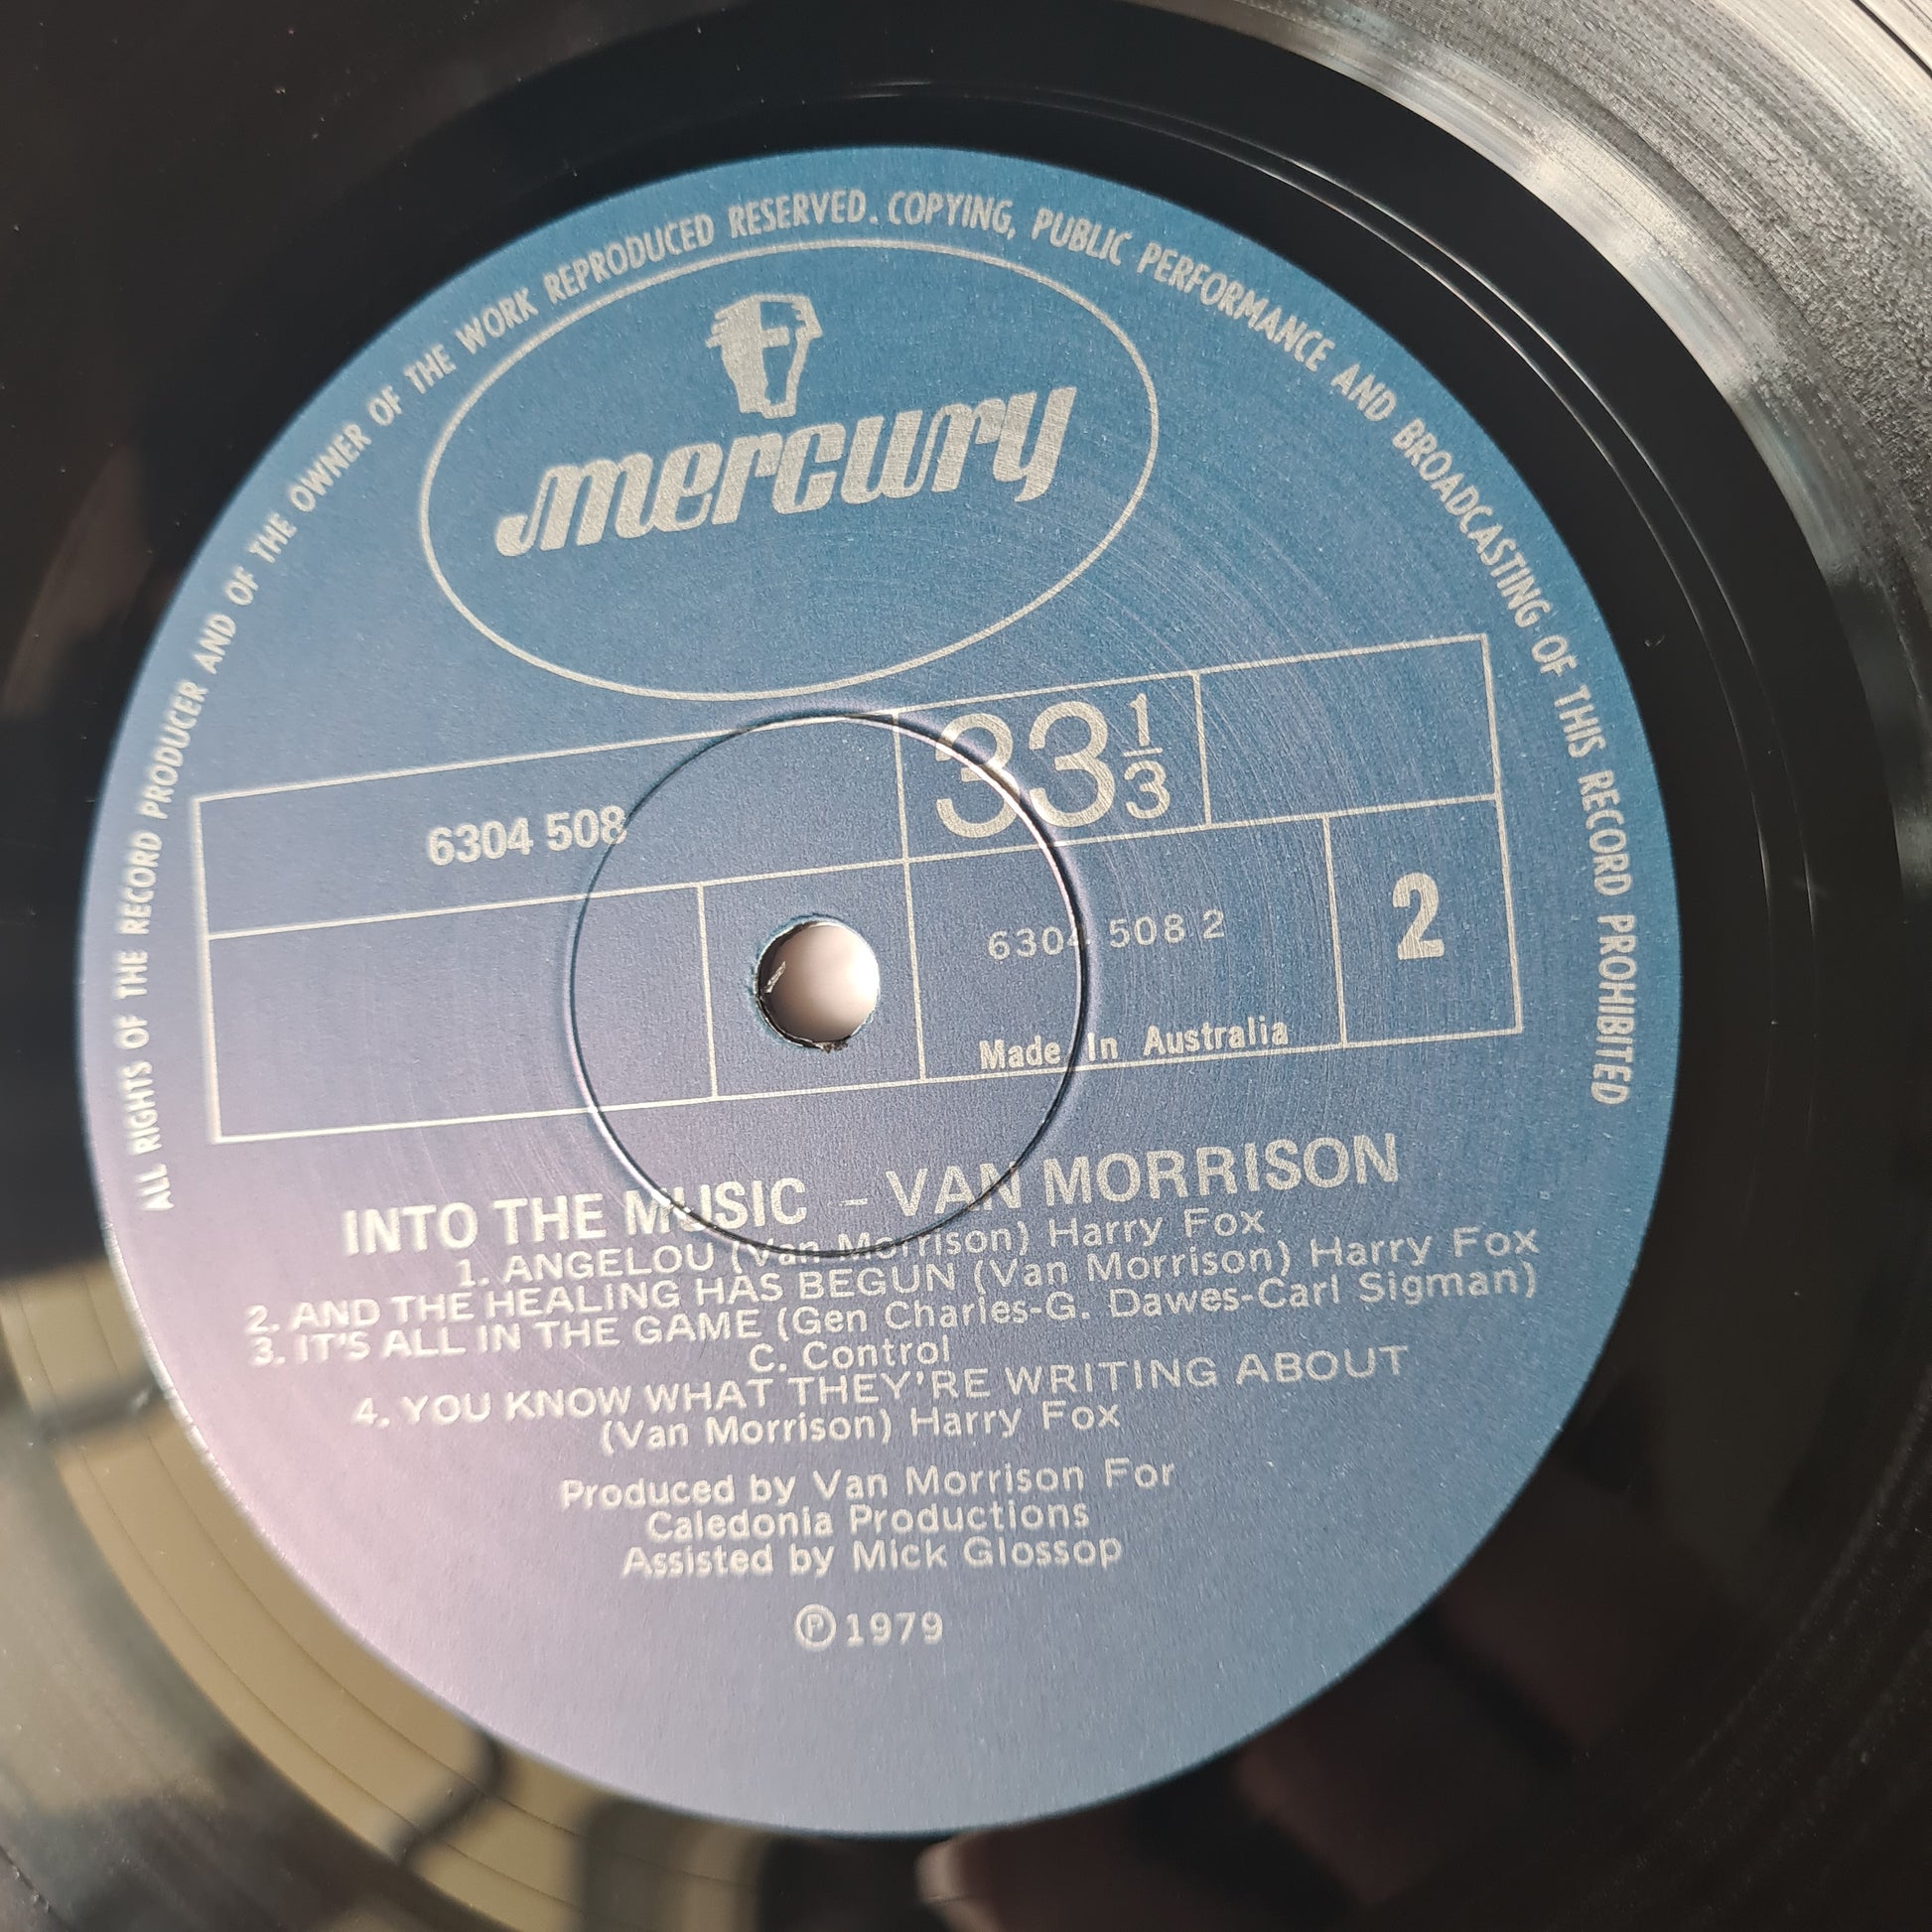 ALL RIGHTS OF THE RECORD PRODUCER AND OF THE OWNER OF THE WORK REPRODUCED RESERVED. COPYING, PUBLIC PERFORMANCE AND BROADCASTING OF THIS RECORD PROHIBITED
mercury
33 1/3
6304 508
6304 508 2
2
Made In Australia
INTO THE MUSIC - VAN MORRISON
1. ANGELOU (Van Morrison) Harry Fox
2. AND THE HEALING HAS BEGUN (Van Morrison) Harry Fox
3. IT'S ALL IN THE GAME (Gen Charles-G. Dawes-Carl Sigman)
C. Control
4. YOU KNOW WHAT THEY'RE WRITING ABOUT
(Van Morrison) Harry Fox
Produced by Van Morrison For
Caledonia Productions
Assisted by Mick Glossop
℗ 1979